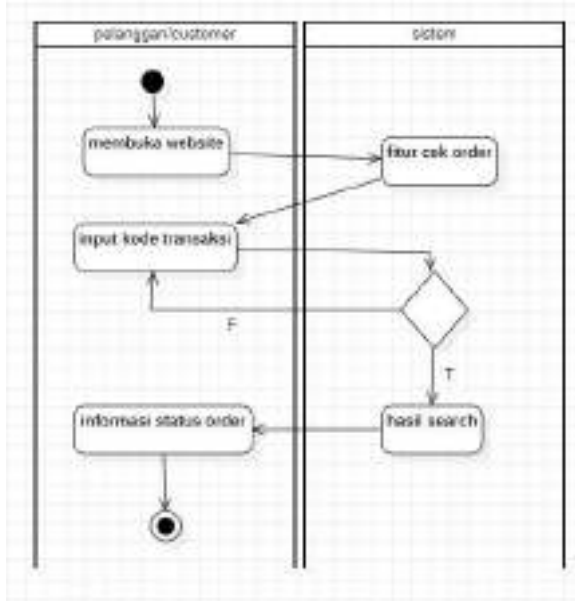 pelanggan/customer
sistem
membuka website
fitur cek order
input kode transaksi
F
T
informasi status order
hasil search